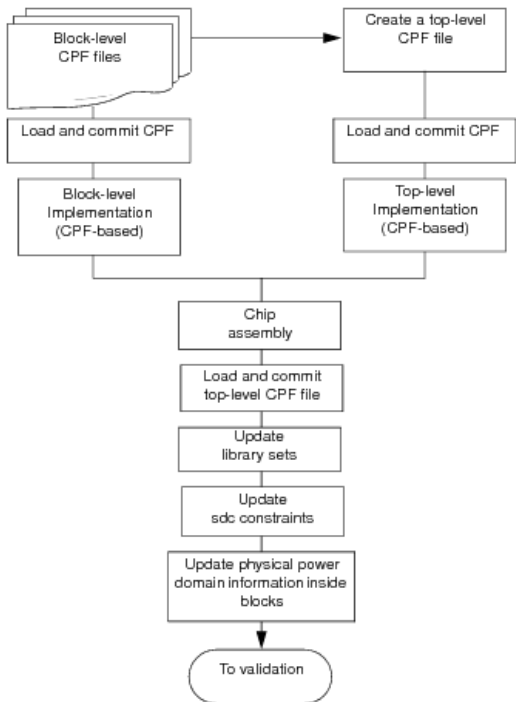 Block-level
CPF files
Create a top-level
CPF file
Load and commit CPF
Load and commit CPF
Block-level
Implementation
(CPF-based)
Top-level
Implementation
(CPF-based)
Chip
assembly
Load and commit
top-level CPF file
Update
library sets
Update
sdc constraints
Update physical power
domain information inside
blocks
To validation